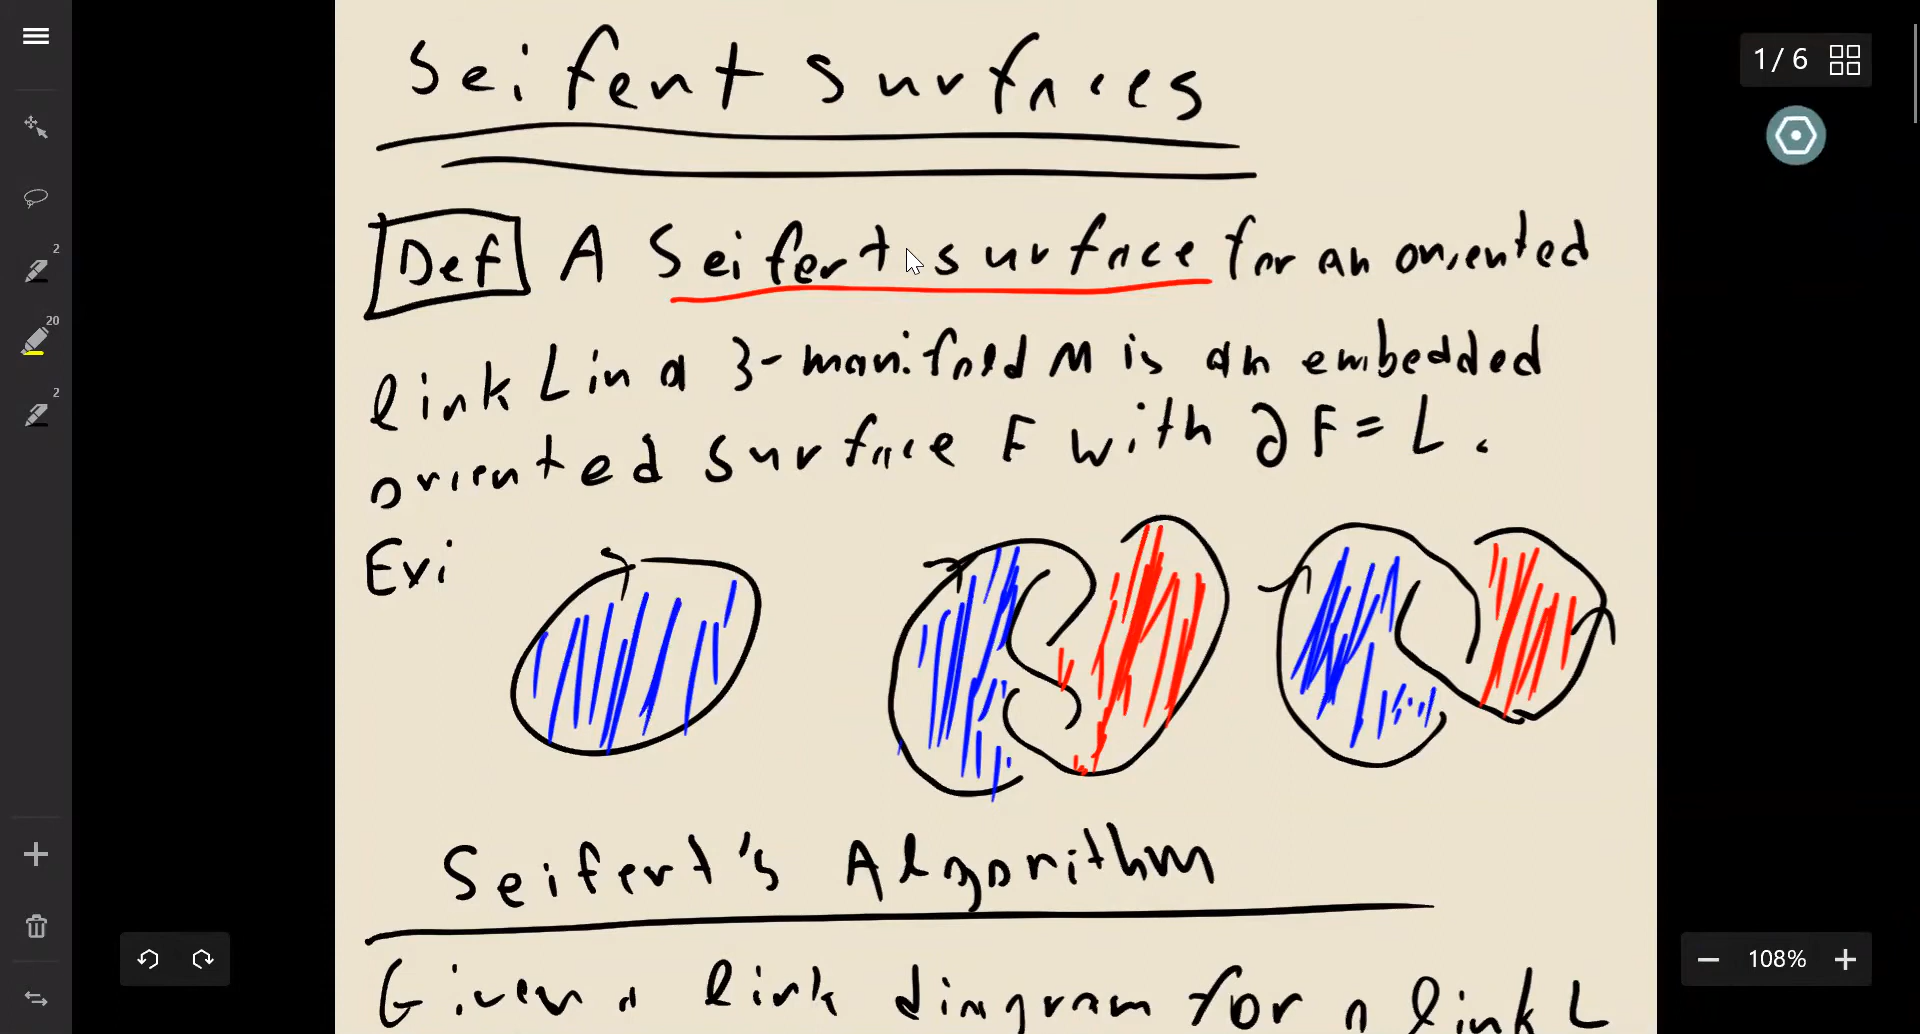 Seifert surfaces
Def A Seifert surface for an oriented
link L in a 3-manifold M is an embedded
oriented surface F with ∂F = L.
Ex:
Seifert's Algorithm
Given a link diagram for a link L
1 / 6
2
20
2
108%